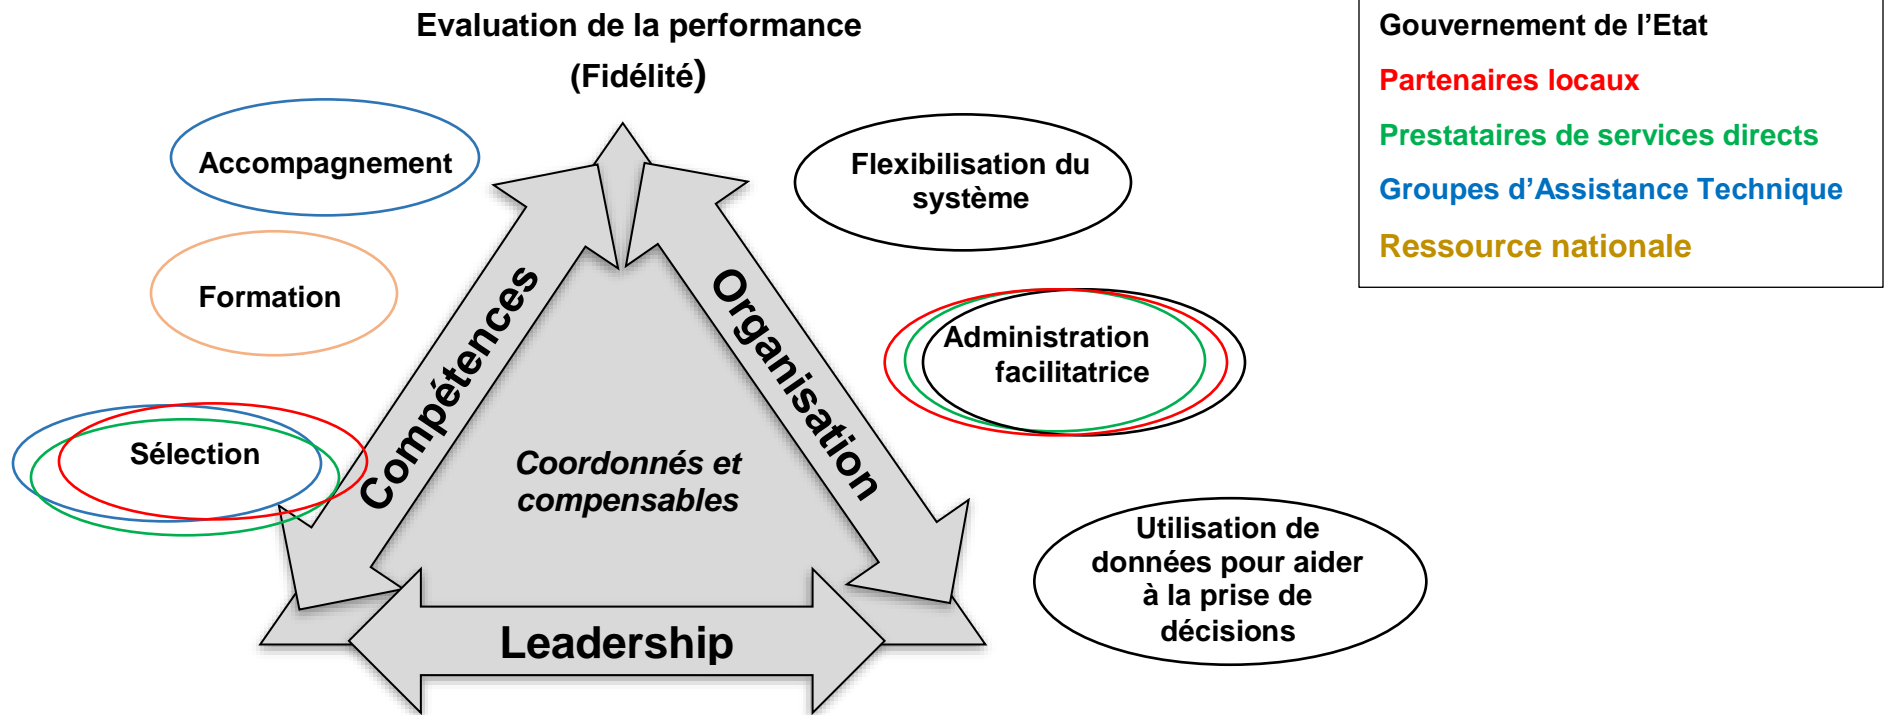 Evaluation de la performance
(Fidélité)
Accompagnement
Formation
Sélection
Compétences
Organisation
Coordonnés et
compensables
Leadership
Flexibilisation du
système
Administration
facilitatrice
Utilisation de
données pour aider
à la prise de
décisions
Gouvernement de l’Etat
Partenaires locaux
Prestataires de services directs
Groupes d’Assistance Technique
Ressource nationale